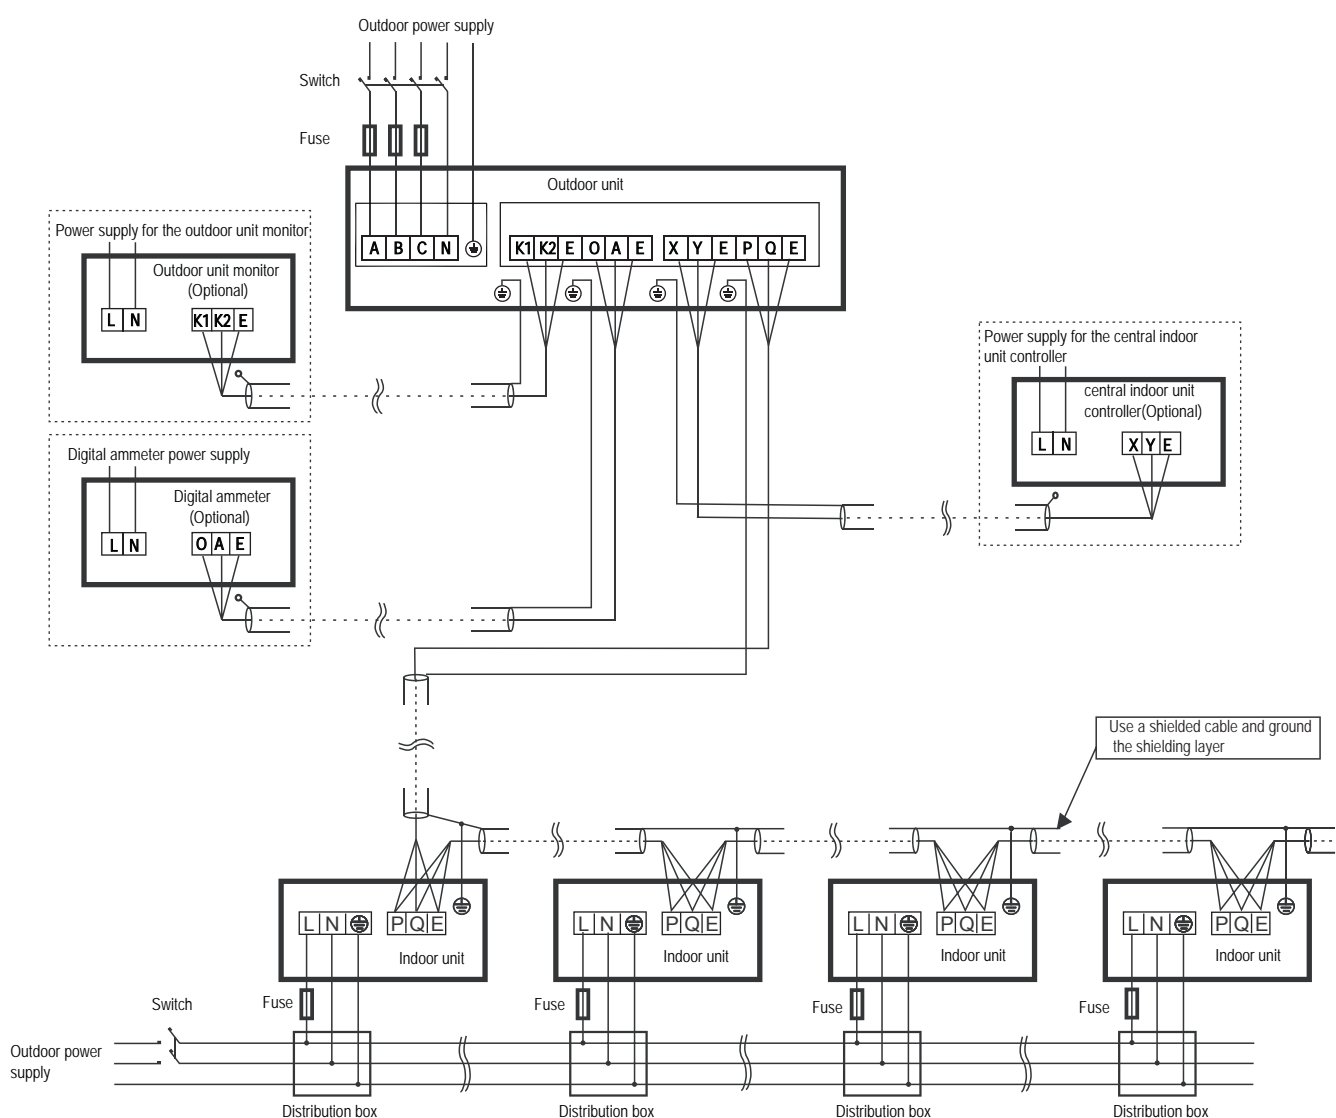 Outdoor power supply
Switch
Fuse
Outdoor unit
A B C N
K1 K2 E O A E X Y E P Q E
Power supply for the outdoor unit monitor
Outdoor unit monitor
(Optional)
L N
K1 K2 E
Power supply for the central indoor
unit controller
central indoor unit
controller(Optional)
L N
X Y E
Digital ammeter power supply
Digital ammeter
(Optional)
L N
O A E
Use a shielded cable and ground
the shielding layer
L N
P Q E
Indoor unit
L N
P Q E
Indoor unit
L N
P Q E
Indoor unit
L N
P Q E
Indoor unit
Fuse
Fuse
Fuse
Fuse
Switch
Outdoor power
supply
Distribution box
Distribution box
Distribution box
Distribution box